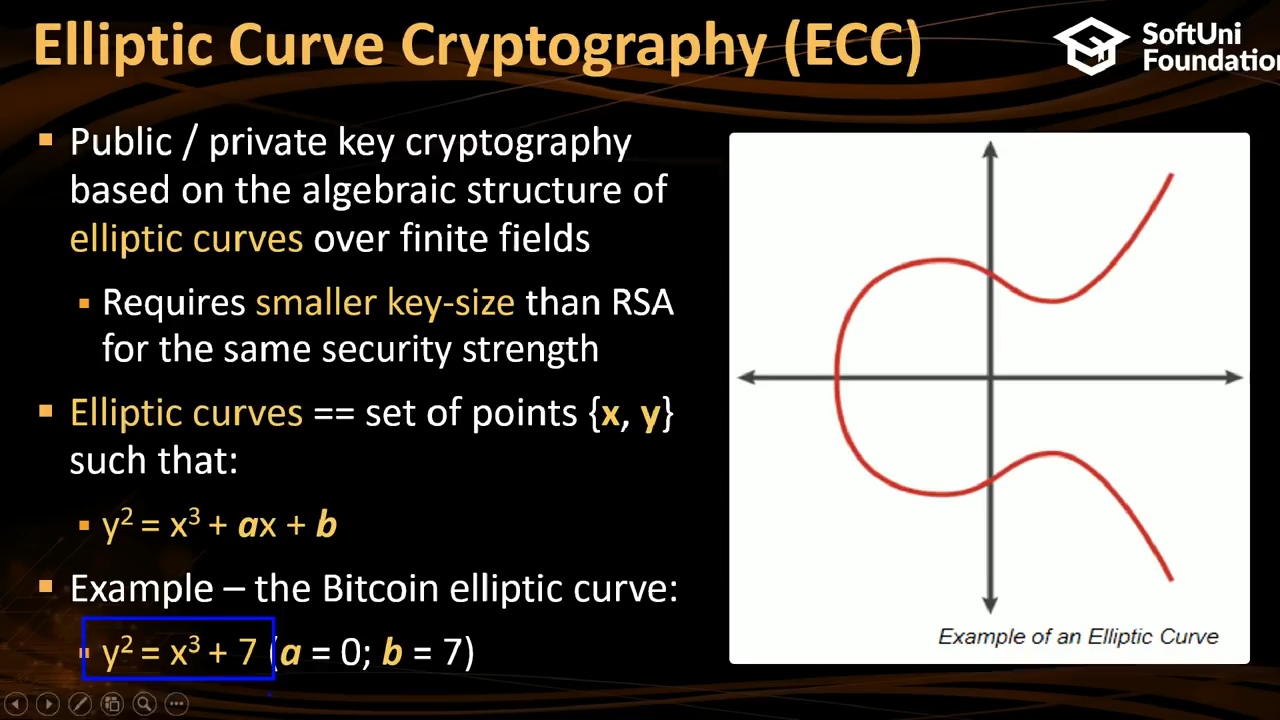 Elliptic Curve Cryptography (ECC)
SoftUni
Foundation
Public / private key cryptography
based on the algebraic structure of
elliptic curves over finite fields
Requires smaller key-size than RSA
for the same security strength
Elliptic curves == set of points {x, y}
such that:
y² = x³ + ax + b
Example – the Bitcoin elliptic curve:
y² = x³ + 7 (a = 0; b = 7)
Example of an Elliptic Curve